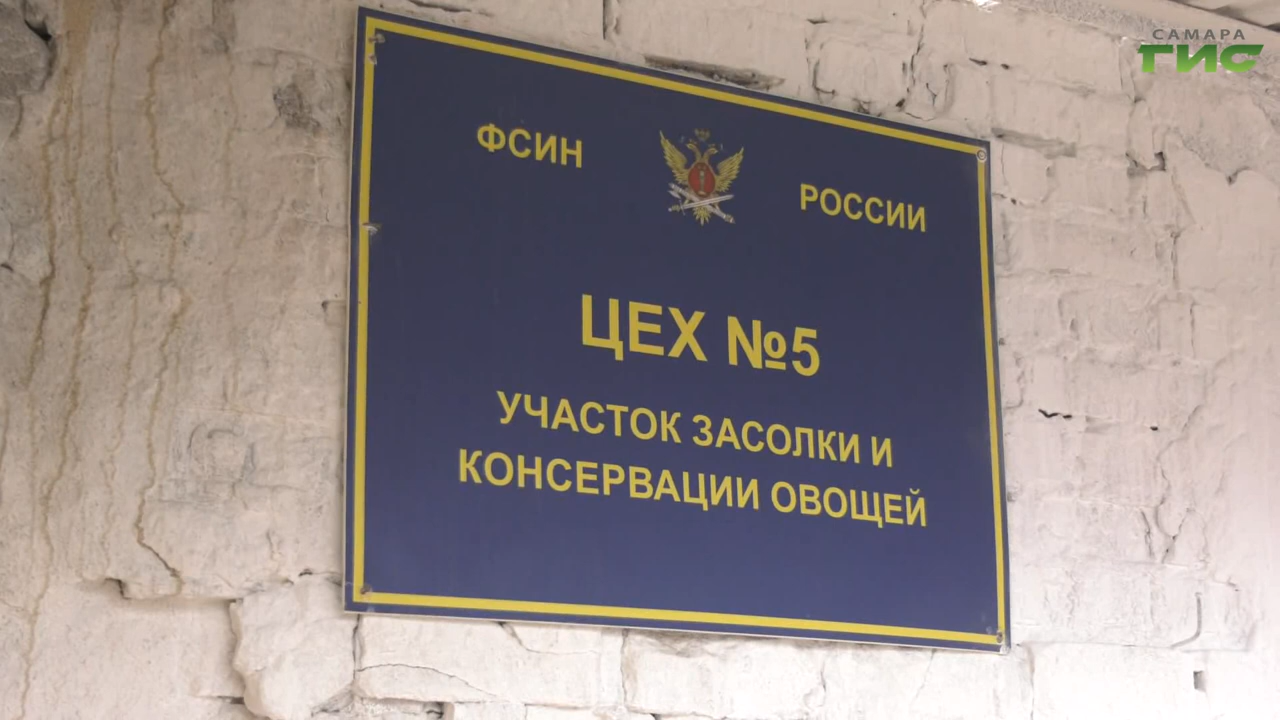 САМАРА
ГИС
ФСИН РОССИИ
ЦЕХ №5
УЧАСТОК ЗАСОЛКИ И
КОНСЕРВАЦИИ ОВОЩЕЙ